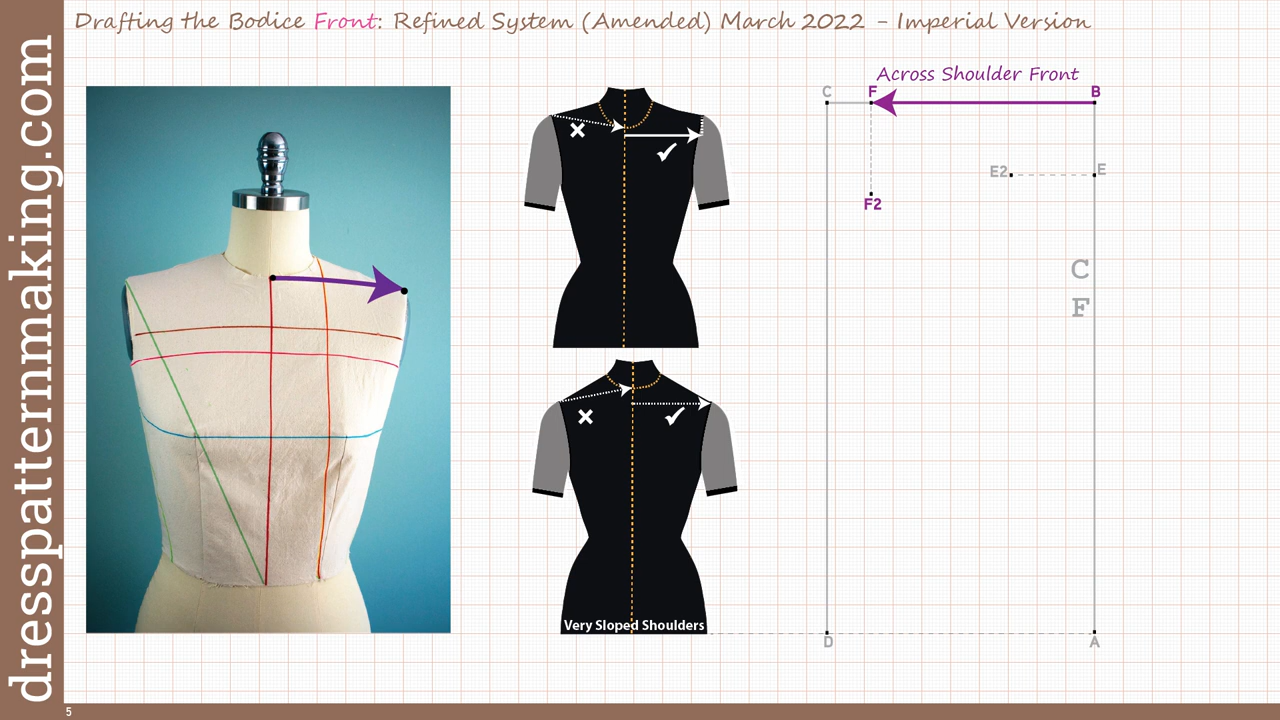 Drafting the Bodice Front: Refined System (Amended) March 2022 - Imperial Version
dresspatternmaking.com
Very Sloped Shoulders
Across Shoulder Front
C F B
E2 E
F2
C
F
D A
5